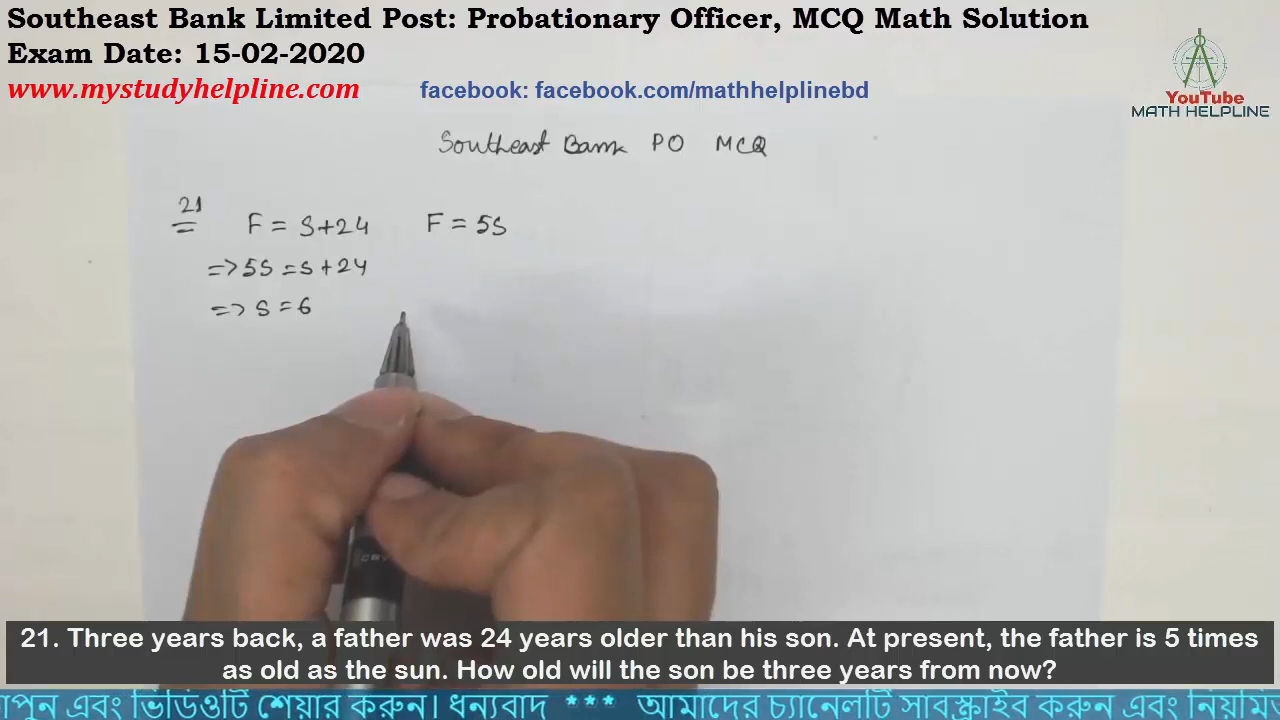 Southeast Bank Limited Post: Probationary Officer, MCQ Math Solution
Exam Date: 15-02-2020
www.mystudyhelpline.com facebook: facebook.com/mathhelplinebd
YouTube
MATH HELPLINE
Southeast Bank PO MCQ
21 F = S+24 F = 5S
=> 5S = S + 24
=> S = 6
21. Three years back, a father was 24 years older than his son. At present, the father is 5 times
as old as the sun. How old will the son be three years from now?
এবং ভিডিওটি শেয়ার করুন। ধন্যবাদ *** আমাদের চ্যানেলটি সাবস্ক্রাইব করুন এবং